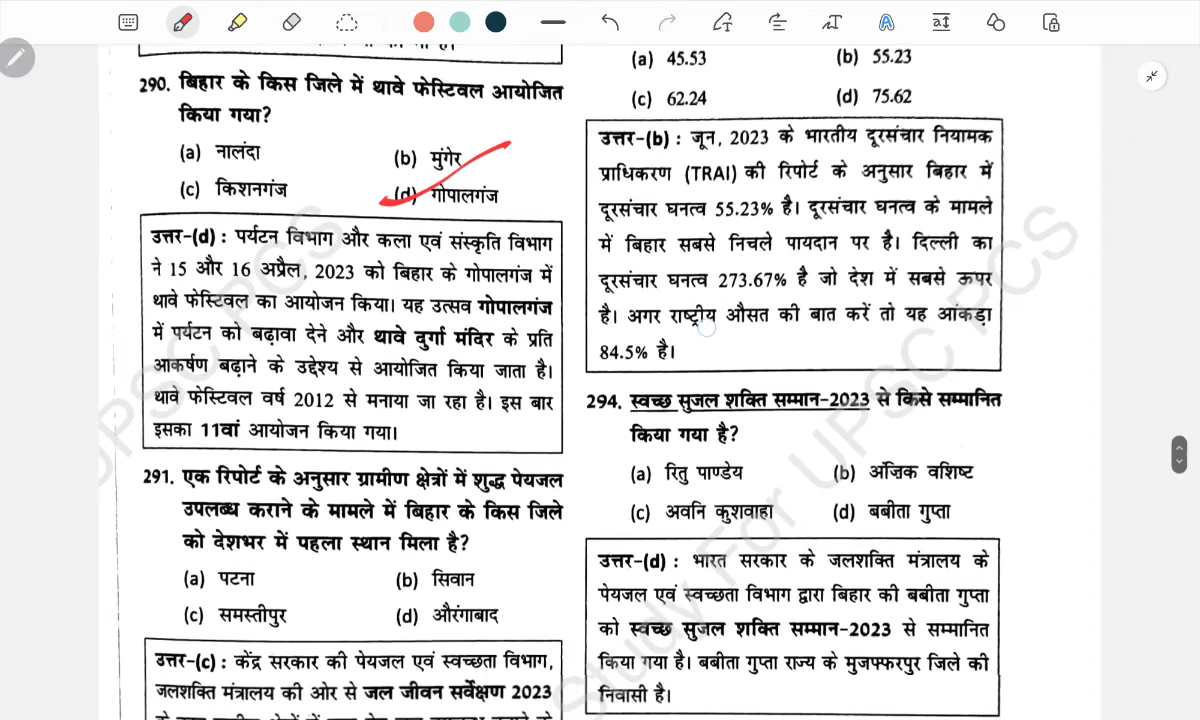 290. बिहार के किस जिले में थावे फेस्टिवल आयोजित
किया गया?
(a) नालंदा (b) मुंगेर
(c) किशनगंज (d) गोपालगंज
उत्तर-(d) : पर्यटन विभाग और कला एवं संस्कृति विभाग
ने 15 और 16 अप्रैल, 2023 को बिहार के गोपालगंज में
थावे फेस्टिवल का आयोजन किया। यह उत्सव गोपालगंज
में पर्यटन को बढ़ावा देने और थावे दुर्गा मंदिर के प्रति
आकर्षण बढ़ाने के उद्देश्य से आयोजित किया जाता है।
थावे फेस्टिवल वर्ष 2012 से मनाया जा रहा है। इस बार
इसका 11वां आयोजन किया गया।
291. एक रिपोर्ट के अनुसार ग्रामीण क्षेत्रों में शुद्ध पेयजल
उपलब्ध कराने के मामले में बिहार के किस जिले
को देशभर में पहला स्थान मिला है?
(a) पटना (b) सिवान
(c) समस्तीपुर (d) औरंगाबाद
उत्तर-(c) : केंद्र सरकार की पेयजल एवं स्वच्छता विभाग,
जलशक्ति मंत्रालय की ओर से जल जीवन सर्वेक्षण 2023
(a) 45.53 (b) 55.23
(c) 62.24 (d) 75.62
उत्तर-(b) : जून, 2023 के भारतीय दूरसंचार नियामक
प्राधिकरण (TRAI) की रिपोर्ट के अनुसार बिहार में
दूरसंचार घनत्व 55.23% है। दूरसंचार घनत्व के मामले
में बिहार सबसे निचले पायदान पर है। दिल्ली का
दूरसंचार घनत्व 273.67% है जो देश में सबसे ऊपर
है। अगर राष्ट्रीय औसत की बात करें तो यह आंकड़ा
84.5% है।
294. स्वच्छ सुजल शक्ति सम्मान-2023 से किसे सम्मानित
किया गया है?
(a) रितु पाण्डेय (b) अंज़िक वशिष्ट
(c) अवनि कुशवाहा (d) बबीता गुप्ता
उत्तर-(d) : भारत सरकार के जलशक्ति मंत्रालय के
पेयजल एवं स्वच्छता विभाग द्वारा बिहार की बबीता गुप्ता
को स्वच्छ सुजल शक्ति सम्मान-2023 से सम्मानित
किया गया है। बबीता गुप्ता राज्य के मुजफ्फरपुर जिले की
निवासी है।
Study For UPSC PCS
UPSC PCS